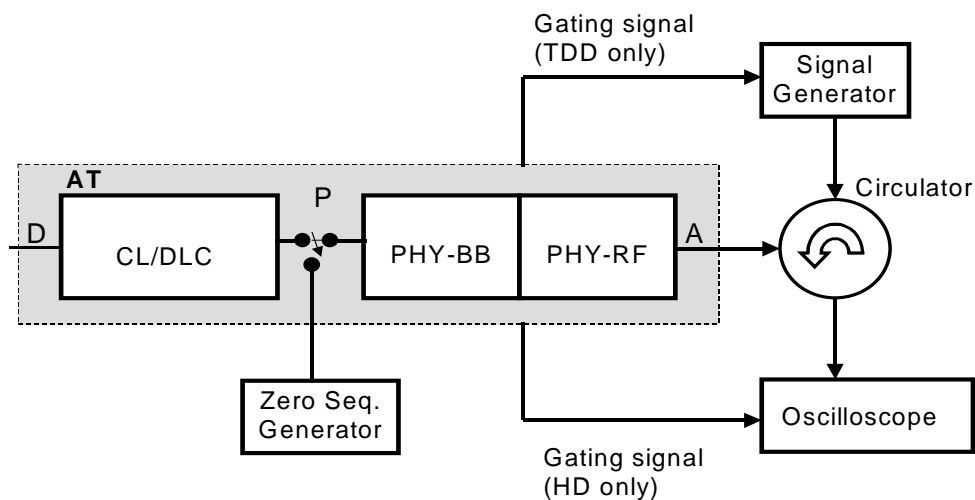 Gating signal
(TDD only)
Signal
Generator
AT
P
Circulator
D
CL/DLC
PHY-BB
PHY-RF
A
Zero Seq.
Generator
Oscilloscope
Gating signal
(HD only)